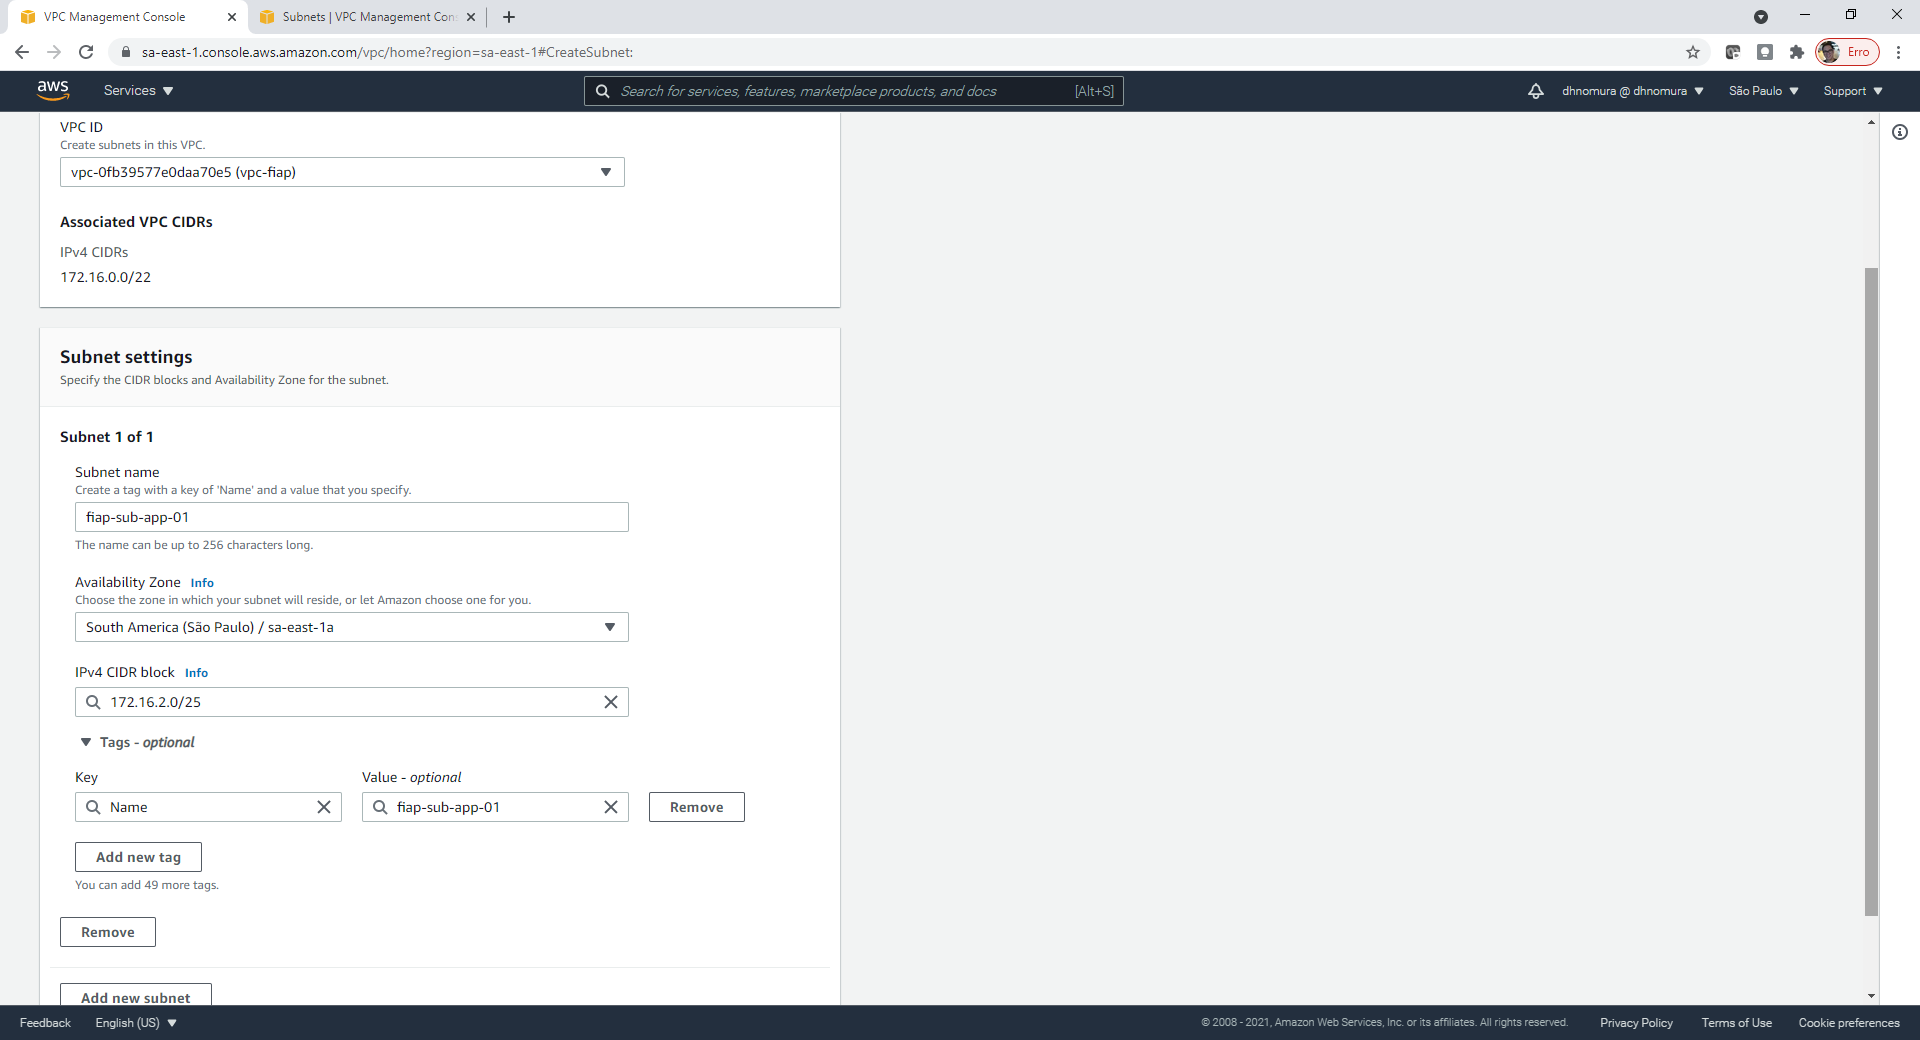 VPC Management Console
Subnets | VPC Management Con
sa-east-1.console.aws.amazon.com/vpc/home?region=sa-east-1#CreateSubnet:
Erro
aws
Services
Search for services, features, marketplace products, and docs
[Alt+S]
dhnomura @ dhnomura
São Paulo
Support
VPC ID
Create subnets in this VPC.
vpc-0fb39577e0daa70e5 (vpc-fiap)
Associated VPC CIDRs
IPv4 CIDRs
172.16.0.0/22
Subnet settings
Specify the CIDR blocks and Availability Zone for the subnet.
Subnet 1 of 1
Subnet name
Create a tag with a key of 'Name' and a value that you specify.
fiap-sub-app-01
The name can be up to 256 characters long.
Availability Zone Info
Choose the zone in which your subnet will reside, or let Amazon choose one for you.
South America (São Paulo) / sa-east-1a
IPv4 CIDR block Info
172.16.2.0/25
Tags - optional
Key
Value - optional
Name
fiap-sub-app-01
Remove
Add new tag
You can add 49 more tags.
Remove
Add new subnet
Feedback
English (US)
© 2008 - 2021, Amazon Web Services, Inc. or its affiliates. All rights reserved.
Privacy Policy
Terms of Use
Cookie preferences